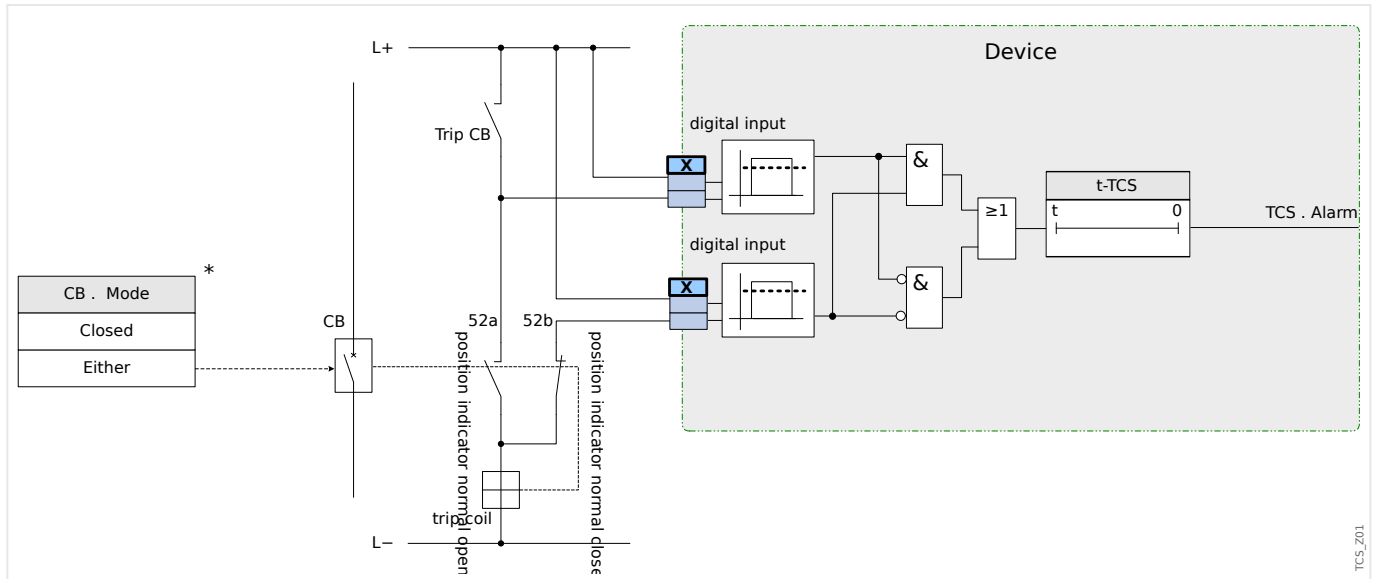 Device
L+
digital input
Trip CB
X
&
t-TCS
≥1
t
0
TCS . Alarm
digital input
*
CB . Mode
X
&
Closed
CB
52a
52b
Either
position indicator normal open
position indicator normal close
trip coil
L−
TCS_Z01